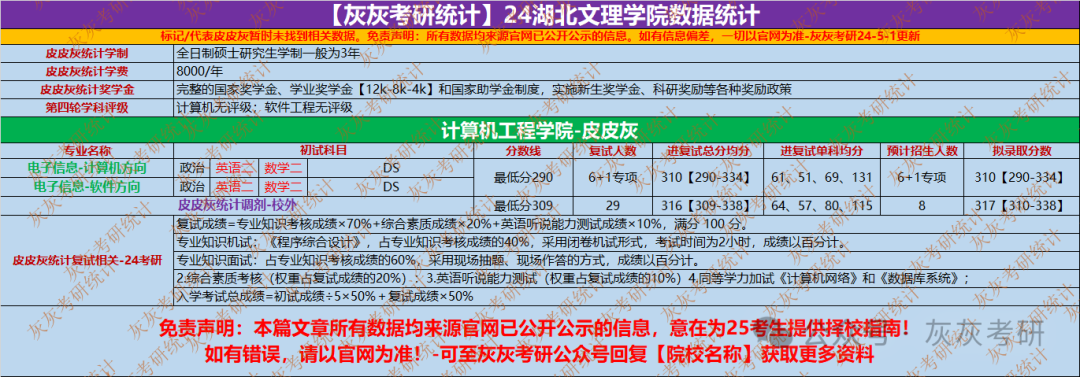 【灰灰考研统计】24湖北文理学院数据统计
标记/代表皮皮灰暂时未找到相关数据。免责声明：所有数据均来源官网已公开公示的信息。如有信息偏差，一切以官网为准-灰灰考研24-5-1更新
皮皮灰统计学制 全日制硕士研究生学制一般为3年
皮皮灰统计学费 8000/年
皮皮灰统计奖学金 完整的国家奖学金、学业奖学金【12k-8k-4k】和国家助学金制度，实施新生奖学金、科研奖励等各种奖励政策
第四轮学科评级 计算机无评级；软件工程无评级
计算机工程学院-皮皮灰
专业名称 初试科目 分数线 复试人数 进复试总分均分 进复试单科均分 预计招生人数 拟录取分数
电子信息-计算机方向 政治 英语二 数学二 DS 最低分290 6+1专项 310【290-334】 61、51、69、131 6+1专项 310【290-334】
电子信息-软件方向 政治 英语二 数学二 DS
皮皮灰统计调剂-校外 最低分309 29 316【309-338】 64、57、80、115 8 317【310-338】
皮皮灰统计复试相关-24考研
复试成绩=专业知识考核成绩×70%+综合素质成绩×20%+英语听说能力测试成绩×10%，满分 100 分。
专业知识机试：《程序综合设计》，占专业知识考核成绩的40%，采用闭卷机试形式，考试时间为2小时，成绩以百分计。
专业知识面试：占专业知识考核成绩的60%，采用现场抽题、现场作答的方式，成绩以百分计。
2.综合素质考核（权重占复试成绩的20%）：3.英语听说能力测试（权重占复试成绩的10%）4.同等学力加试《计算机网络》和《数据库系统》；
入学考试总成绩=初试成绩÷5×50%＋复试成绩×50%
免责声明：本篇文章所有数据均来源官网已公开公示的信息，意在为25考生提供择校指南！
如有错误，请以官网为准！-可至灰灰考研公众号回复【院校名称】获取更多资料
公众号 灰灰考研
灰灰考研统计